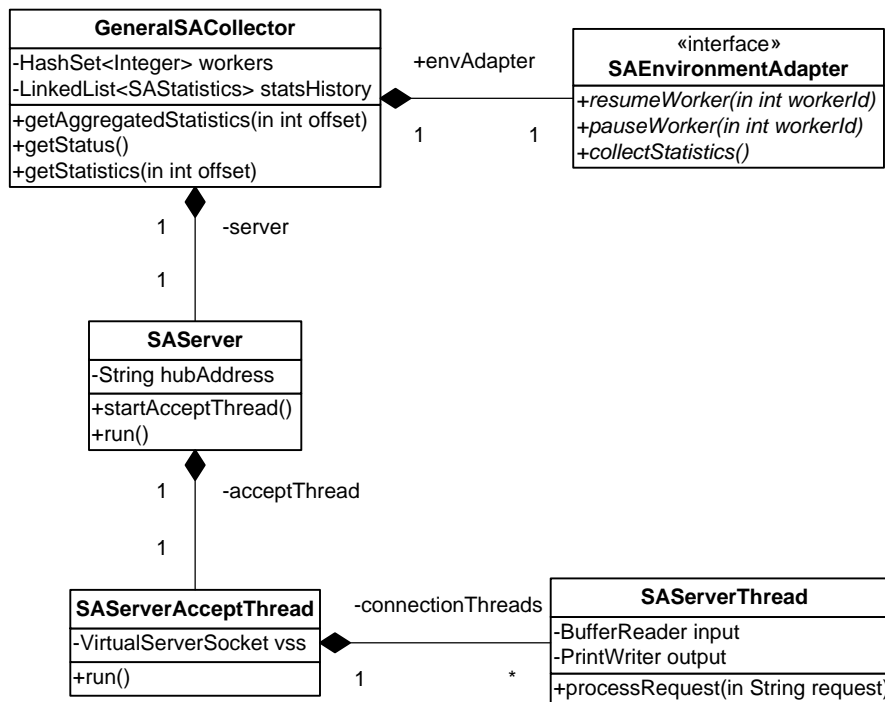 GeneralSACollector
-HashSet<Integer> workers
-LinkedList<SAStatistics> statsHistory
+getAggregatedStatistics(in int offset)
+getStatus()
+getStatistics(in int offset)
+envAdapter
1
1
«interface»
SAEnvironmentAdapter
+resumeWorker(in int workerId)
+pauseWorker(in int workerId)
+collectStatistics()
1
-server
1
SAServer
-String hubAddress
+startAcceptThread()
+run()
1
-acceptThread
1
SAServerAcceptThread
-VirtualServerSocket vss
+run()
-connectionThreads
1
*
SAServerThread
-BufferReader input
-PrintWriter output
+processRequest(in String request)